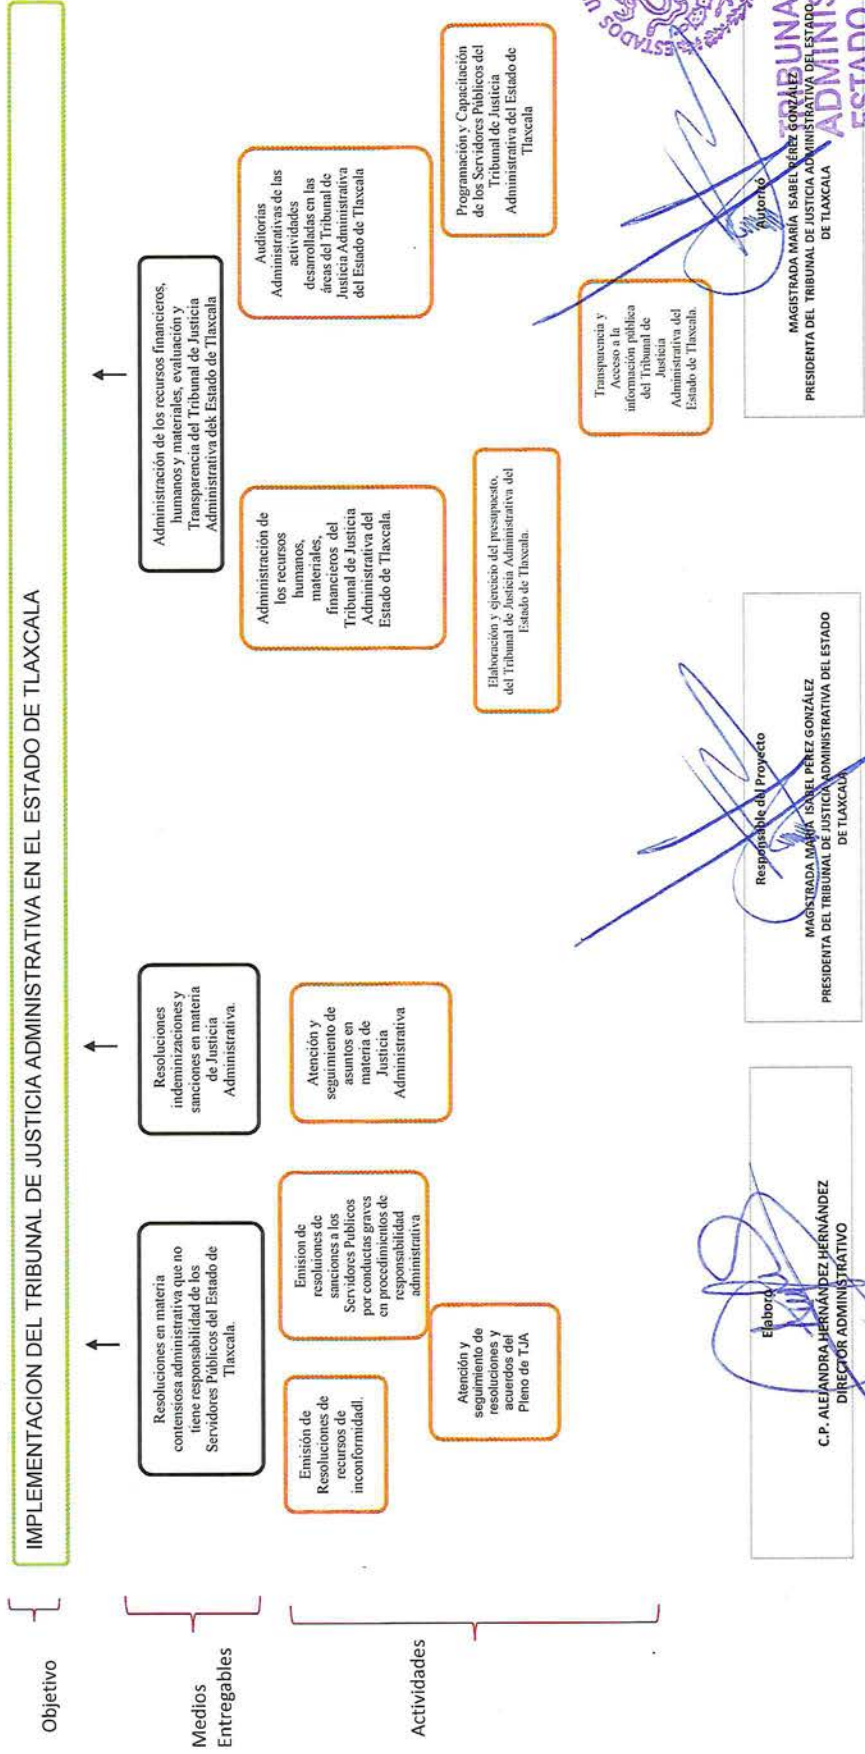 Objetivo
IMPLEMENTACION DEL TRIBUNAL DE JUSTICIA ADMINISTRATIVA EN EL ESTADO DE TLAXCALA
Medios
Entregables
Resoluciones en materia
contensiosa administrativa que no
tiene responsabilidad de los
Servidores Públicos del Estado de
Tlaxcala.
Resoluciones
indeminizaciones y
sanciones en materia
de Justicia
Administrativa.
Administración de los recursos financieros,
humanos y materiales, evaluación y
Transparencia del Tribunal de Justicia
Administrativa dek Estado de Tlaxcala
Actividades
Emisión de
Resoluciones de
recursos de
inconformidadl.
Emision de
resoluiones de
sanciones a los
Servidores Publicos
por conductas graves
en procedimientos de
responsabilidad
administrativa
Atención y
seguimiento de
resoluciones y
acuerdos del
Pleno de TJA
Atención y
seguimiento de
asuntos en
materia de
Justicia
Administrativa
Administración de
los recursos
humanos,
materiales,
financieros del
Tribunal de Justicia
Administrativa del
Estado de Tlaxcala.
Auditorías
Administrativas de las
actividades
desarrolladas en las
áreas del Tribunal de
Justicia Administrativa
del Estado de Tlaxcala
Elaboración y ejercicio del presupuesto,
del Tribunal de Justicia Administrativa del
Estado de Tlaxcala.
Programación y Capacitación
de los Servidores Públicos del
Tribunal de Justicia
Administrativa del Estado de
Tlaxcala
Transparencia y
Acceso a la
información pública
del Tribunal de
Justicia
Administrativa del
Estado de Tlaxcala.
Elaboró
C.P. ALEJANDRA HERNÁNDEZ HERNÁNDEZ
DIRECTOR ADMINISTRATIVO
Responsable del Proyecto
MAGISTRADA MARÍA ISABEL PÉREZ GONZÁLEZ
PRESIDENTA DEL TRIBUNAL DE JUSTICIA ADMINISTRATIVA DEL ESTADO
DE TLAXCALA
Autorizó
MAGISTRADA MARÍA ISABEL PÉREZ GONZÁLEZ
PRESIDENTA DEL TRIBUNAL DE JUSTICIA ADMINISTRATIVA DEL ESTADO
DE TLAXCALA
ESTADOS U
TRIBUNA
ADMINIS
ESTADO